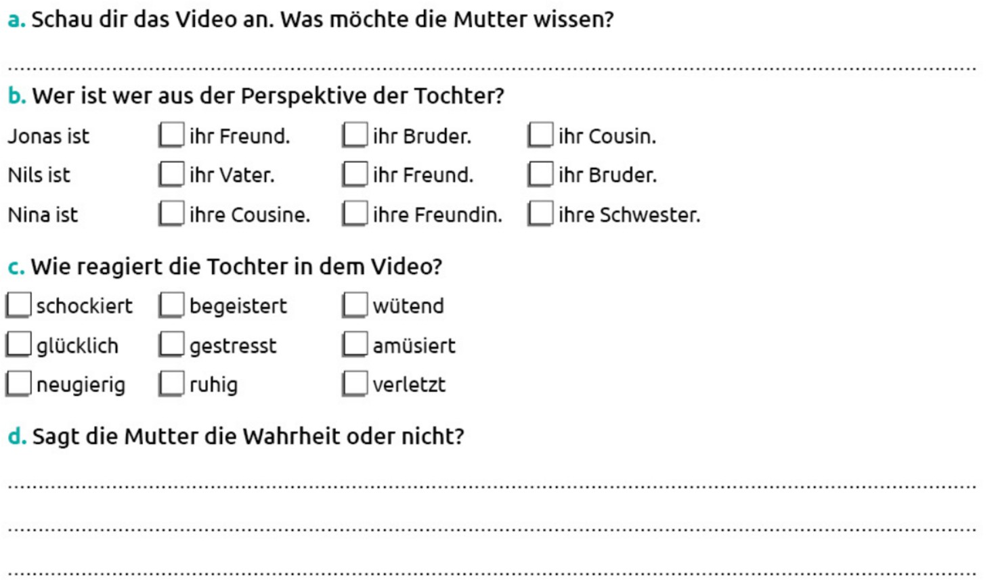 a. Schau dir das Video an. Was möchte die Mutter wissen?
b. Wer ist wer aus der Perspektive der Tochter?
Jonas ist ihr Freund. ihr Bruder. ihr Cousin.
Nils ist ihr Vater. ihr Freund. ihr Bruder.
Nina ist ihre Cousine. ihre Freundin. ihre Schwester.
c. Wie reagiert die Tochter in dem Video?
schockiert begeistert wütend
glücklich gestresst amüsiert
neugierig ruhig verletzt
d. Sagt die Mutter die Wahrheit oder nicht?